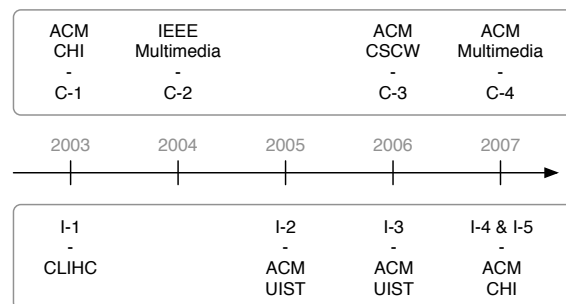 ACM IEEE ACM ACM
CHI Multimedia CSCW Multimedia
- - - -
C-1 C-2 C-3 C-4
2003 2004 2005 2006 2007
I-1 I-2 I-3 I-4 & I-5
- - - -
CLIHC ACM ACM ACM
UIST UIST CHI